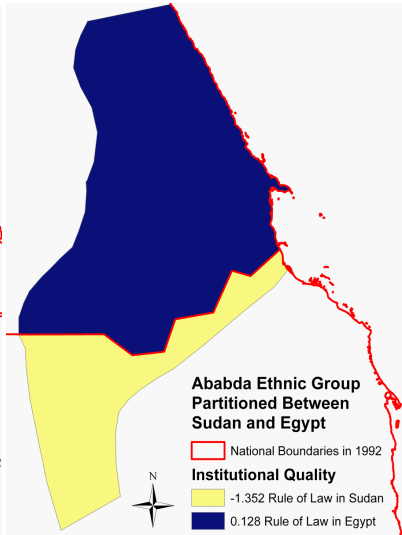 Ababda Ethnic Group
Partitioned Between
Sudan and Egypt
National Boundaries in 1992
N
Institutional Quality
-1.352 Rule of Law in Sudan
0.128 Rule of Law in Egypt